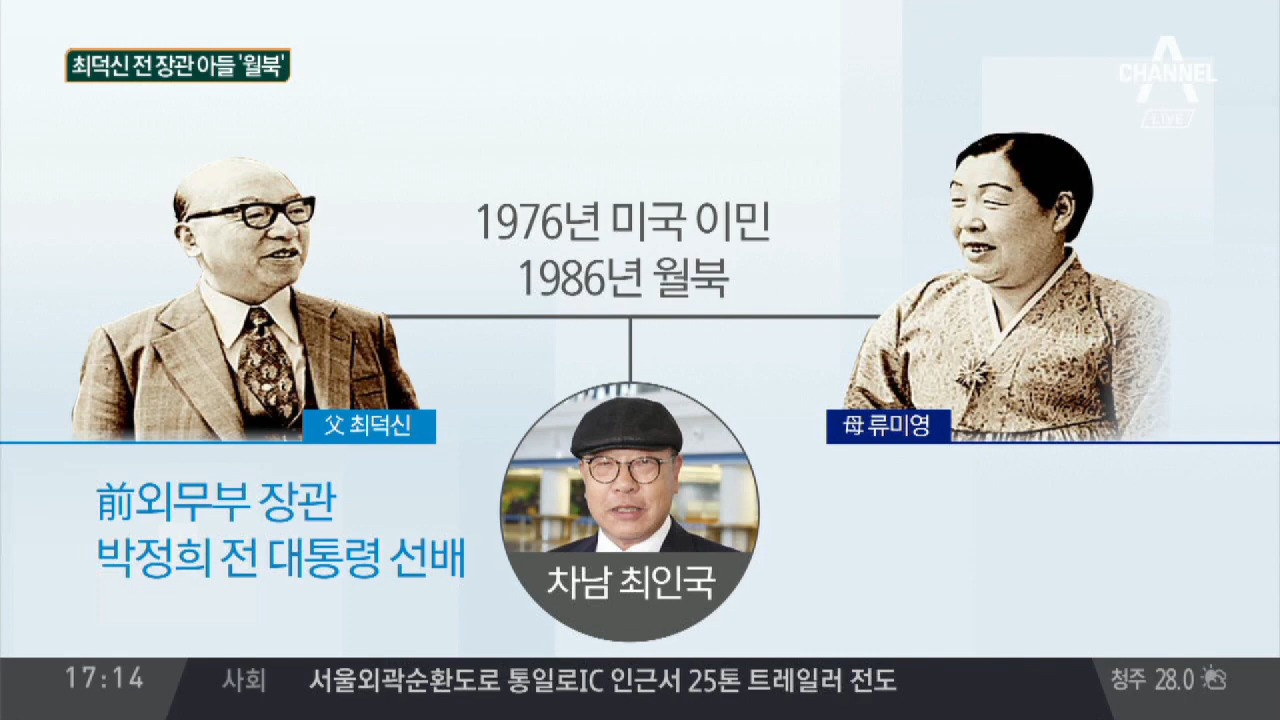 최덕신 전 장관 아들 '월북'
CHANNEL A
LIVE
1976년 미국 이민
1986년 월북
父 최덕신
母 류미영
前외무부 장관
박정희 전 대통령 선배
차남 최인국
17:14 사회 서울외곽순환도로 통일로IC 인근서 25톤 트레일러 전도 청주 28.0